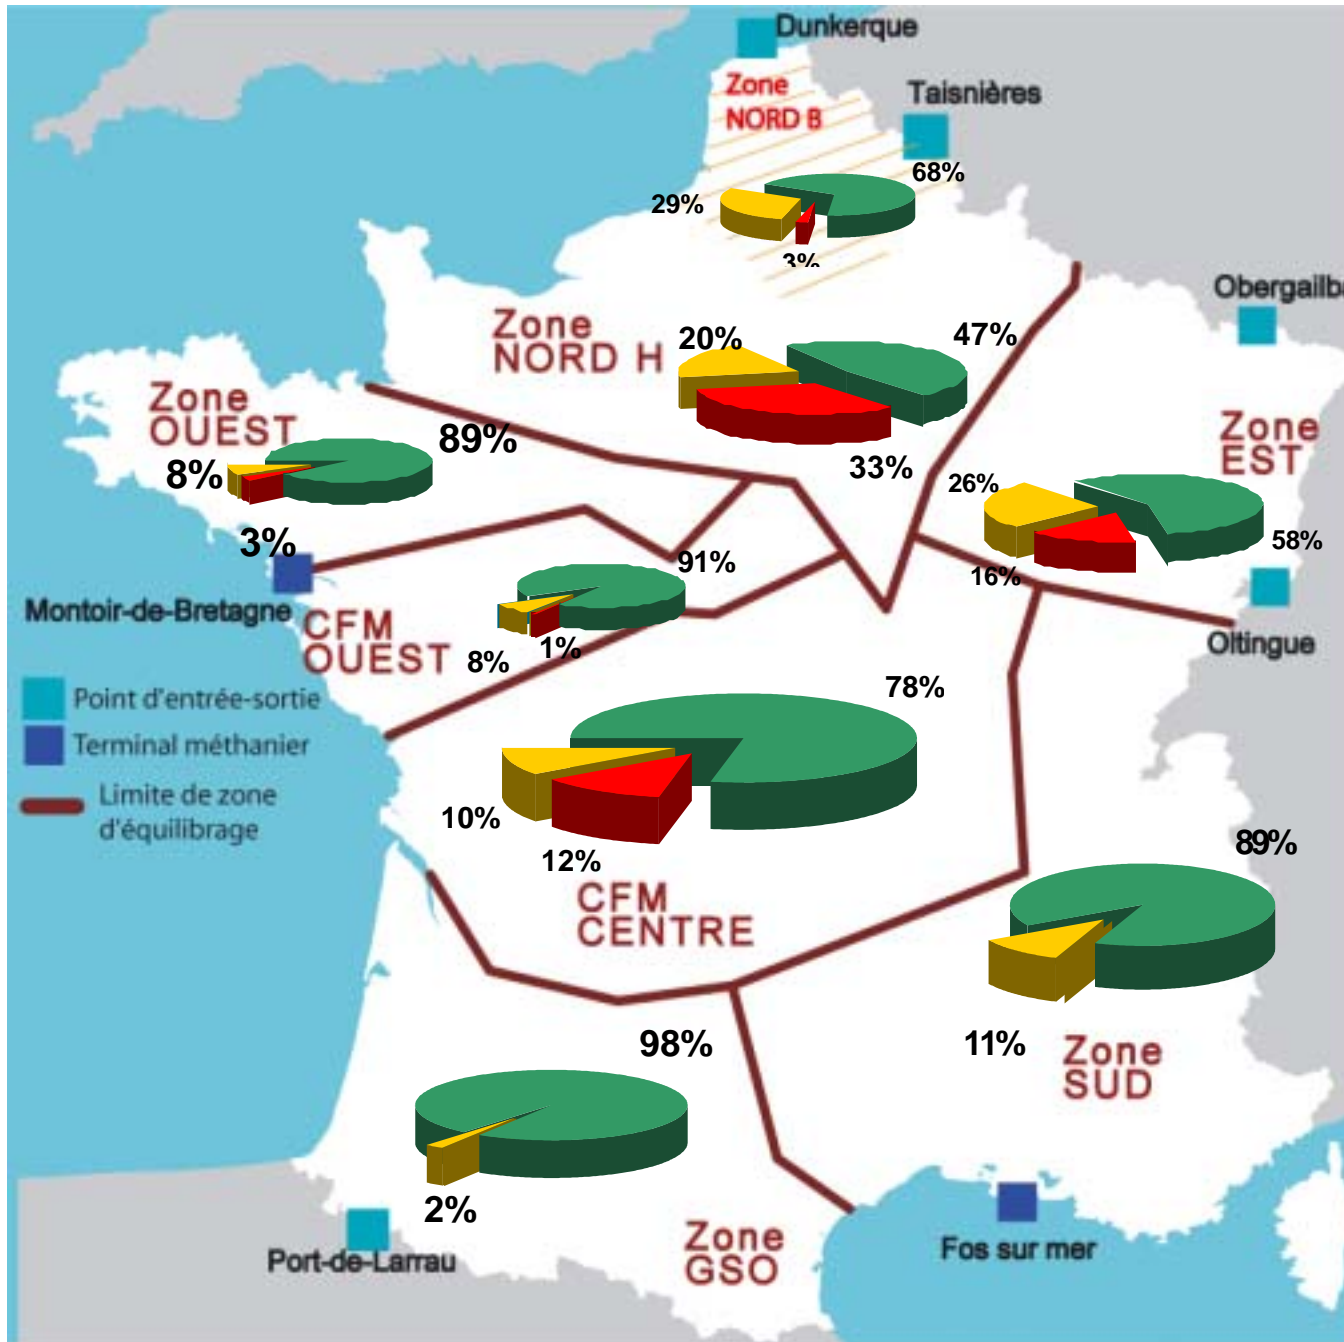 Dunkerque
Zone
NORD B
Taisnières
68%
29%
3%
Obergailba
Zone
NORD H
20%
47%
33%
Zone
OUEST
89%
8%
3%
Zone
EST
26%
58%
16%
Montoir-de-Bretagne
CFM
OUEST
91%
8%
1%
Oltingue
Point d'entrée-sortie
Terminal méthanier
Limite de zone
d'équilibrage
78%
10%
12%
CFM
CENTRE
89%
11%
Zone
SUD
98%
2%
Port-de-Larrau
Zone
GSO
Fos sur mer